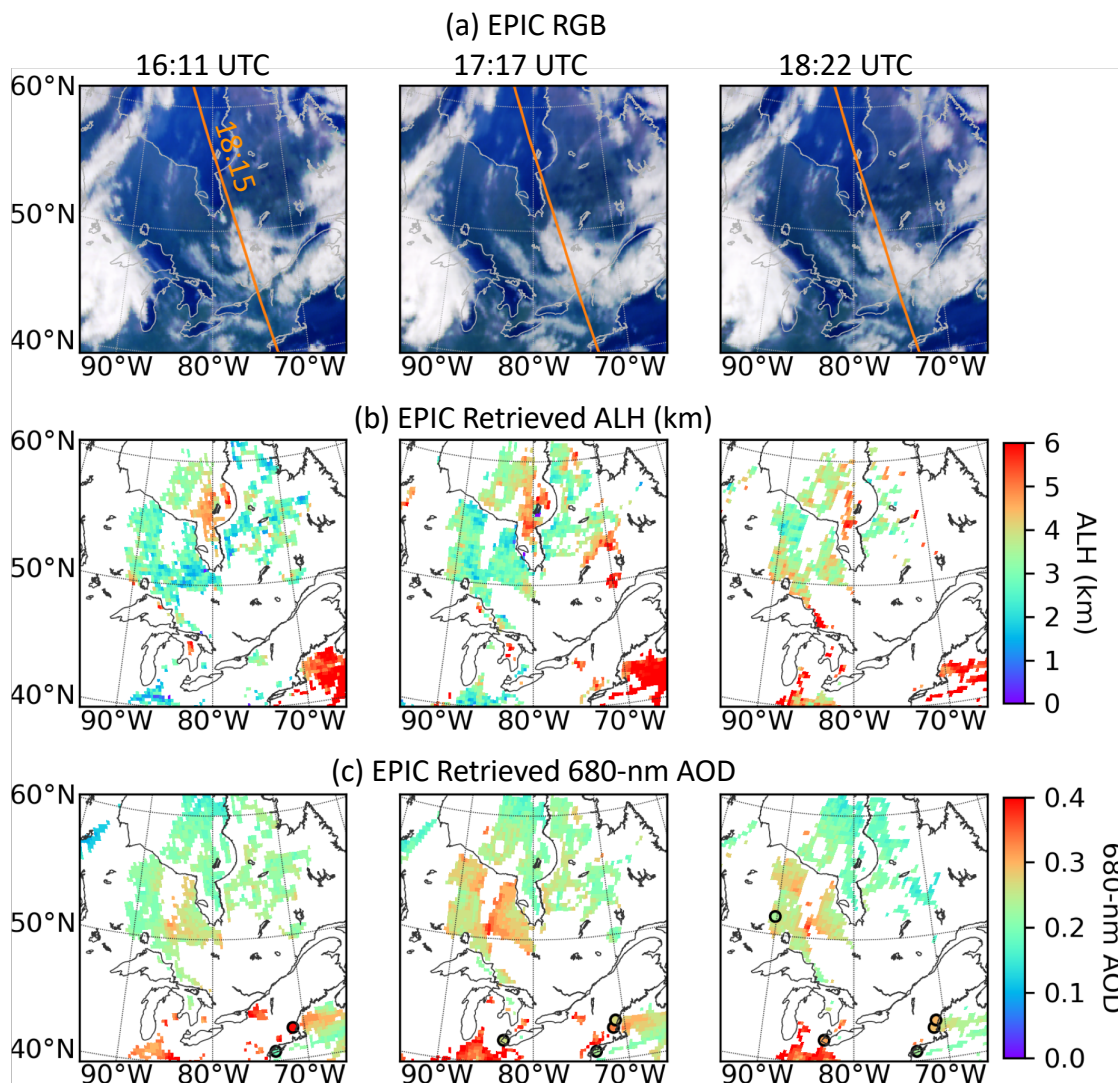 (a) EPIC RGB
16:11 UTC 17:17 UTC 18:22 UTC
60°N
18:15
50°N
40°N
90°W 80°W 70°W 90°W 80°W 70°W 90°W 80°W 70°W
(b) EPIC Retrieved ALH (km)
60°N
50°N
40°N
90°W 80°W 70°W 90°W 80°W 70°W 90°W 80°W 70°W
6
5
4
3
2
1
0
ALH (km)
(c) EPIC Retrieved 680-nm AOD
60°N
50°N
40°N
90°W 80°W 70°W 90°W 80°W 70°W 90°W 80°W 70°W
0.4
0.3
0.2
0.1
0.0
680-nm AOD